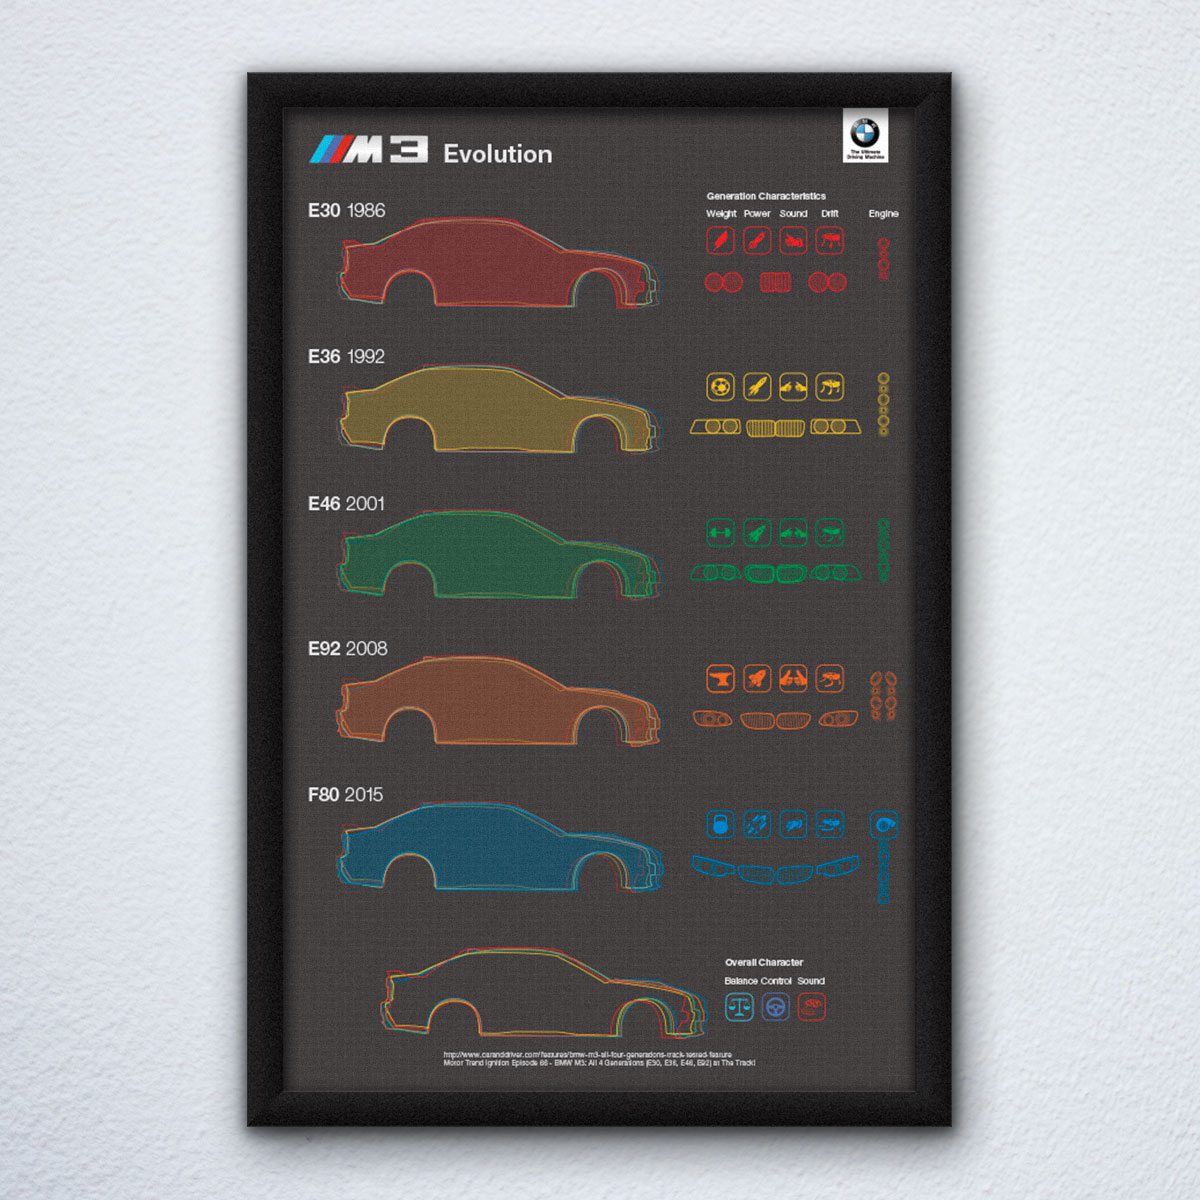 M3 Evolution
The Ultimate
Driving Machine
E30 1986
Generation Characteristics
Weight Power Sound Drift Engine
E36 1992
E46 2001
E92 2008
F80 2015
Overall Character
Balance Control Sound
http://www.caranddriver.com/features/bmw-m3-all-four-generations-track-tested-feature
Motor Trend Ignition Episode 66 - BMW M3: All 4 Generations (E30, E36, E46, E92) at The Track!